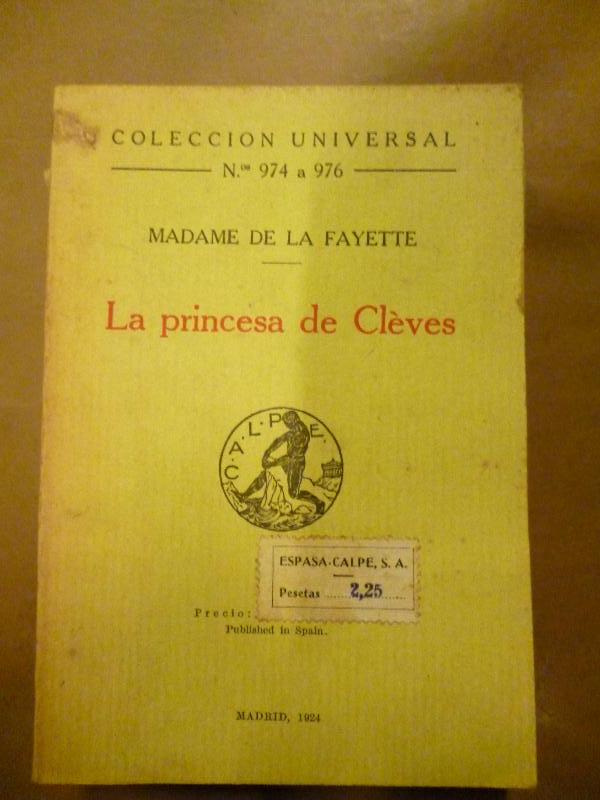 COLECCION UNIVERSAL
N.os 974 a 976
MADAME DE LA FAYETTE
La princesa de Clèves
C·A·L·P·E·
ESPASA-CALPE, S. A.
Pesetas 2,25
Precio:
Published in Spain.
MADRID, 1924